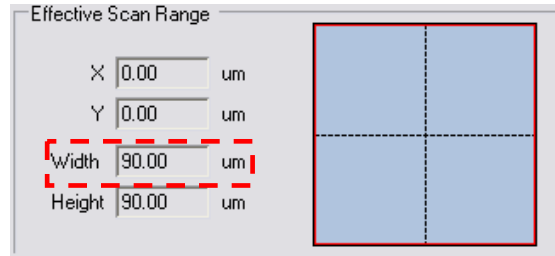 Effective Scan Range
X 0.00 um
Y 0.00 um
Width 90.00 um
Height 90.00 um